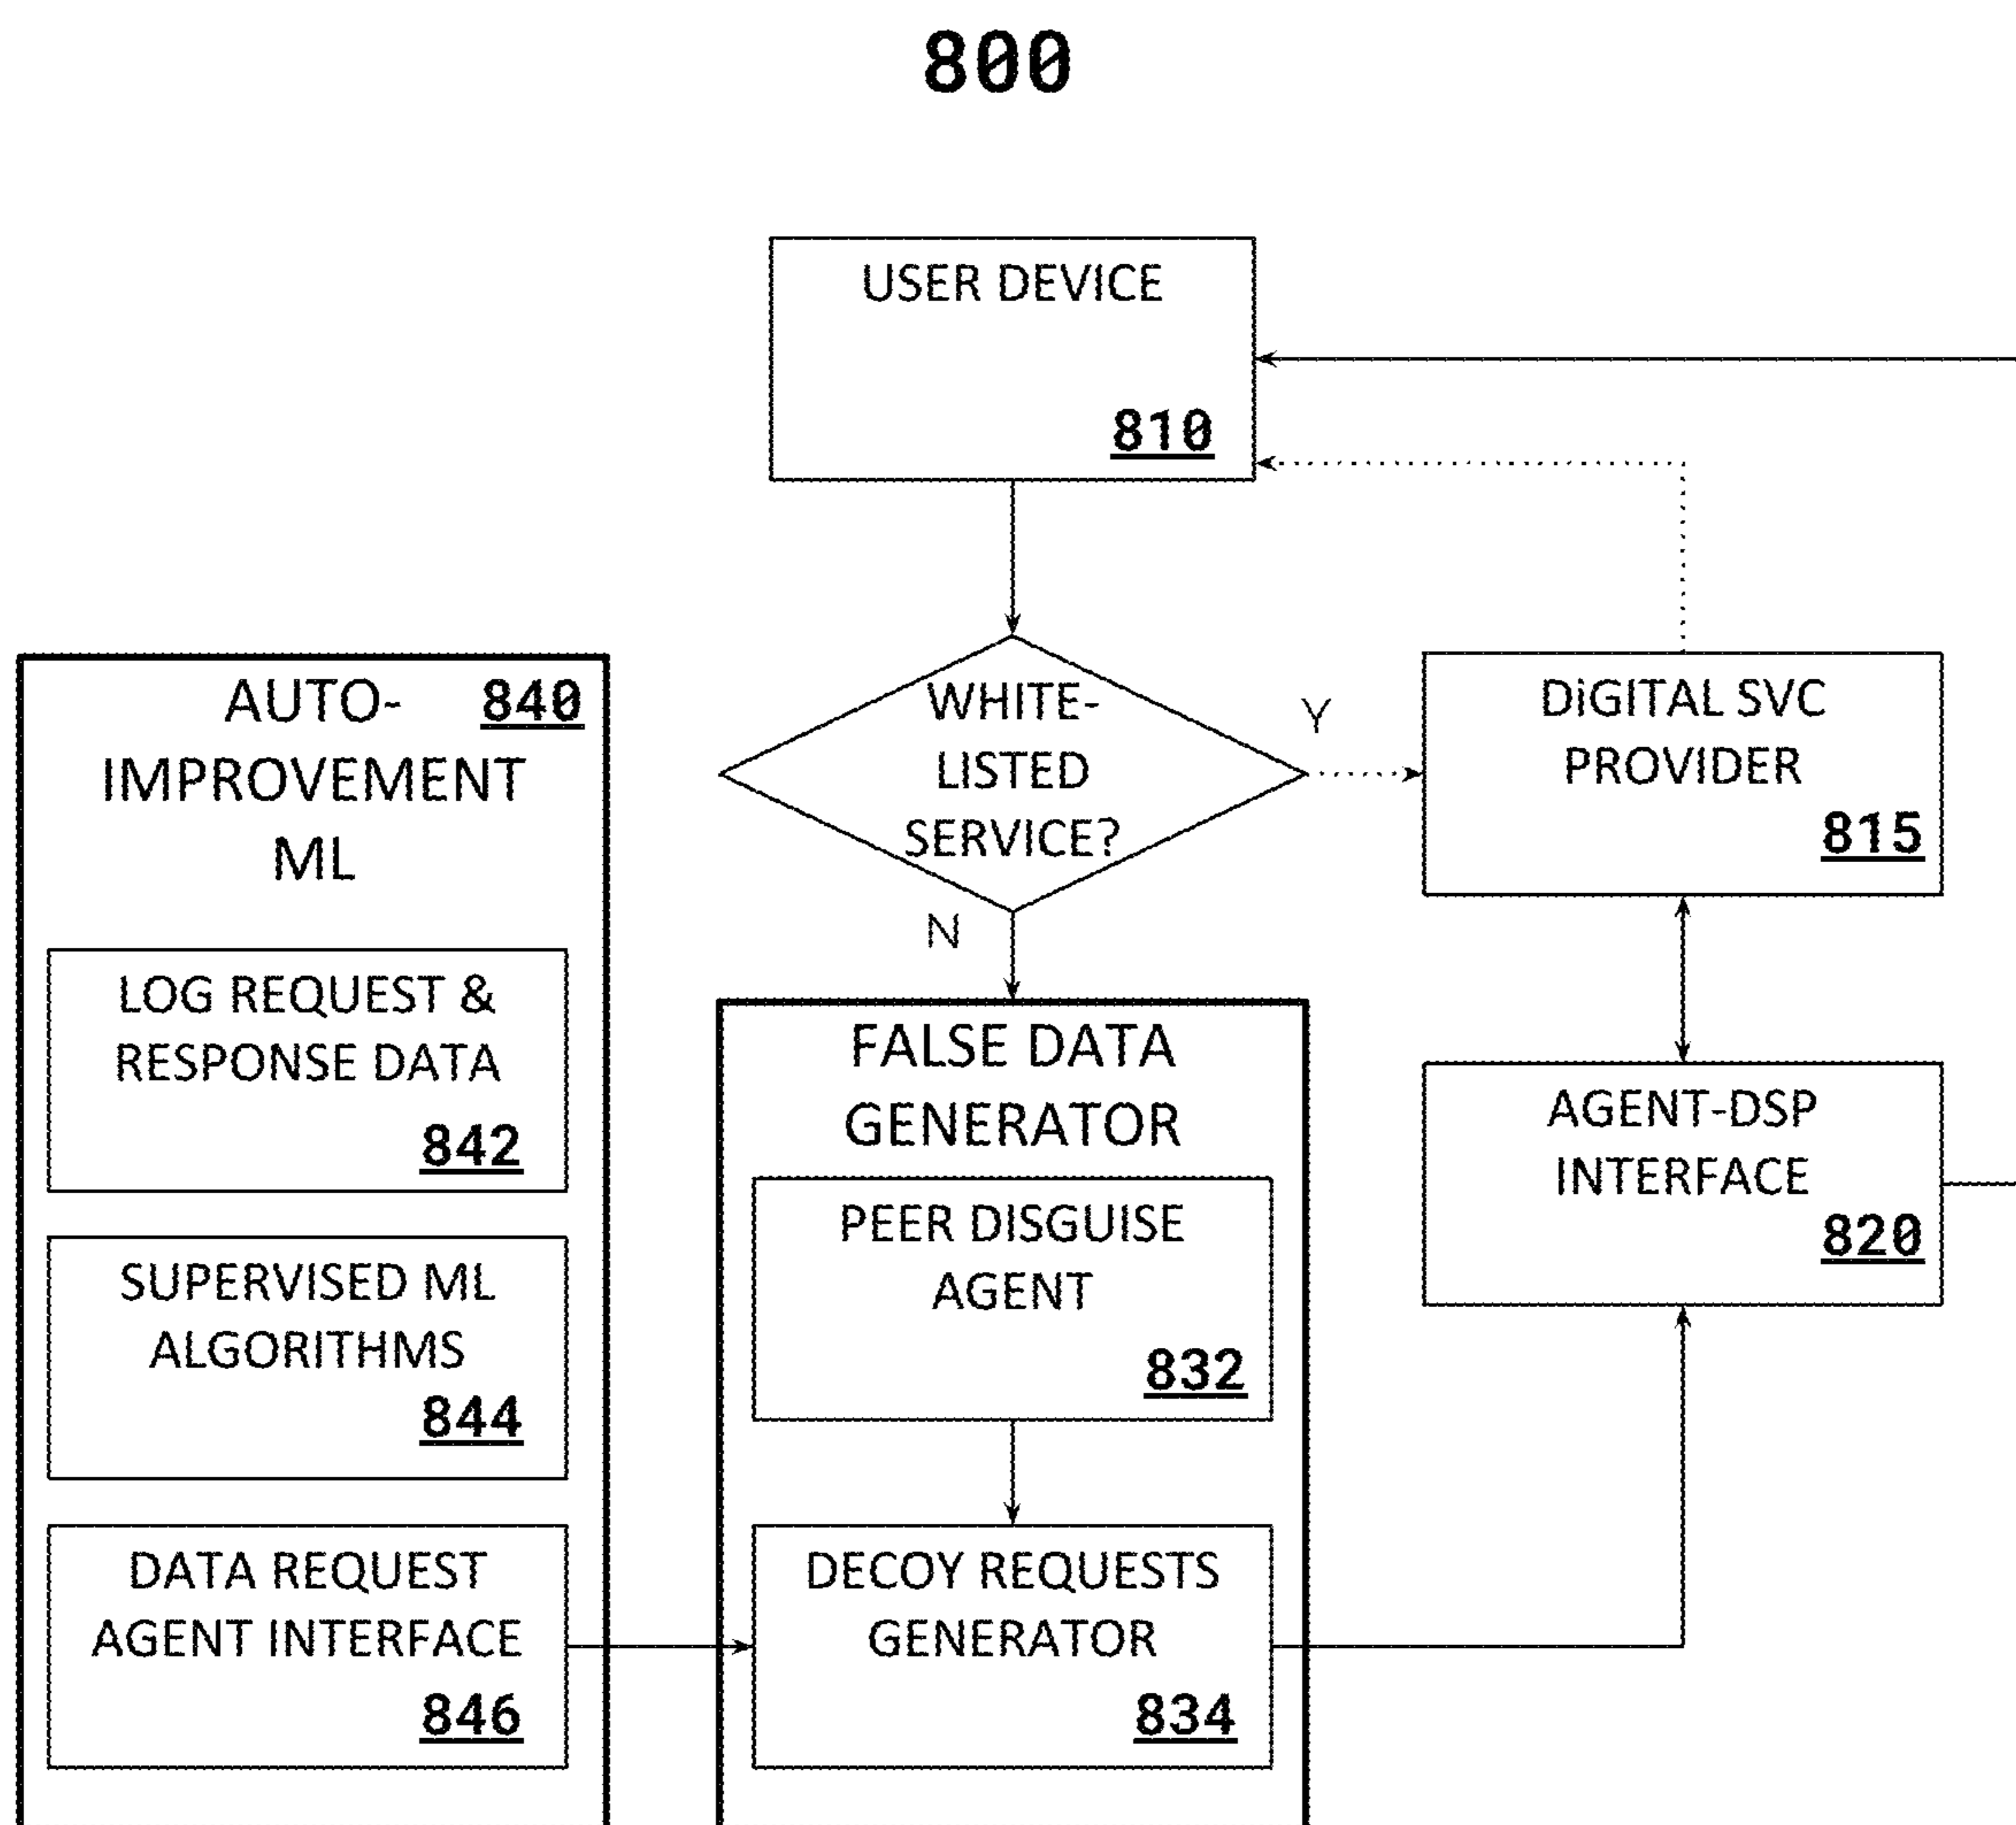 800
USER DEVICE
810
WHITE-
LISTED
SERVICE?
Y
N
DiGITAL SVC
PROVIDER
815
AUTO-
840
IMPROVEMENT
ML
LOG REQUEST &
RESPONSE DATA
842
SUPERVISED ML
ALGORITHMS
844
DATA REQUEST
AGENT INTERFACE
846
FALSE DATA
GENERATOR
PEER DISGUISE
AGENT
832
DECOY REQUESTS
GENERATOR
834
AGENT-DSP
INTERFACE
820